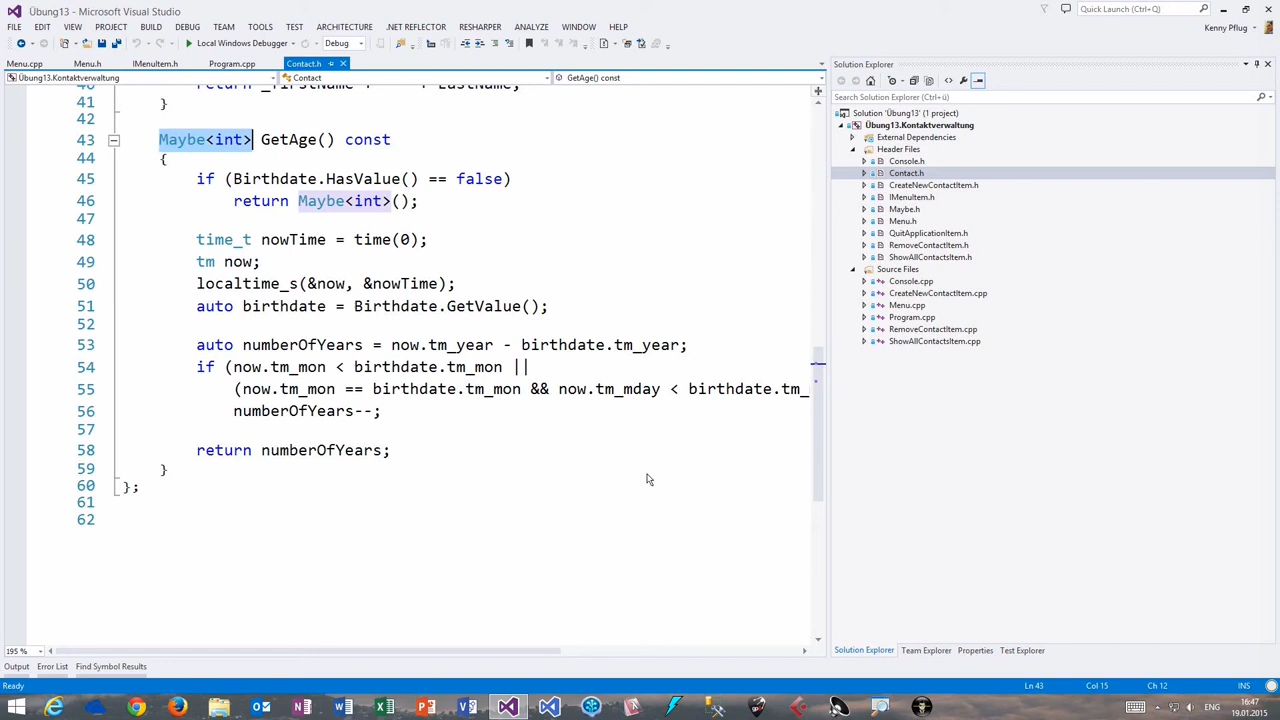 Übung13 - Microsoft Visual Studio
Quick Launch (Ctrl+Q)
FILE EDIT VIEW PROJECT BUILD DEBUG TEAM TOOLS TEST ARCHITECTURE .NET REFLECTOR RESHARPER ANALYZE WINDOW HELP
Kenny Pflug
Local Windows Debugger Debug
Menu.cpp Menu.h IMenuItem.h Program.cpp Contact.h
Übung13.Kontaktverwaltung Contact GetAge() const
41 }
42
43 Maybe<int> GetAge() const
44 {
45 if (Birthdate.HasValue() == false)
46 return Maybe<int>();
47
48 time_t nowTime = time(0);
49 tm now;
50 localtime_s(&now, &nowTime);
51 auto birthdate = Birthdate.GetValue();
52
53 auto numberOfYears = now.tm_year - birthdate.tm_year;
54 if (now.tm_mon < birthdate.tm_mon ||
55 (now.tm_mon == birthdate.tm_mon && now.tm_mday < birthdate.tm_
56 numberOfYears--;
57
58 return numberOfYears;
59 }
60 };
61
62
195 %
Output Error List Find Symbol Results
Solution Explorer
Search Solution Explorer (Ctrl+ü)
Solution 'Übung13' (1 project)
Übung13.Kontaktverwaltung
External Dependencies
Header Files
Console.h
Contact.h
CreateNewContactItem.h
IMenuItem.h
Maybe.h
Menu.h
QuitApplicationItem.h
RemoveContactItem.h
ShowAllContactsItem.h
Source Files
Console.cpp
CreateNewContactItem.cpp
Menu.cpp
Program.cpp
RemoveContactItem.cpp
ShowAllContactsItem.cpp
Solution Explorer Team Explorer Properties Test Explorer
Ready Ln 43 Col 15 Ch 12 INS
ENG 16:47
19.01.2015